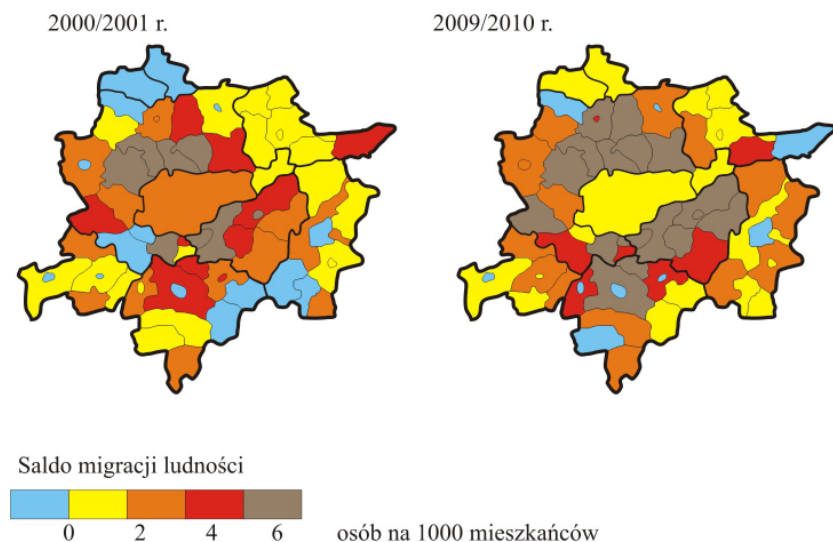 2000/2001 r.
2009/2010 r.
Saldo migracji ludności
0 2 4 6 osób na 1000 mieszkańców